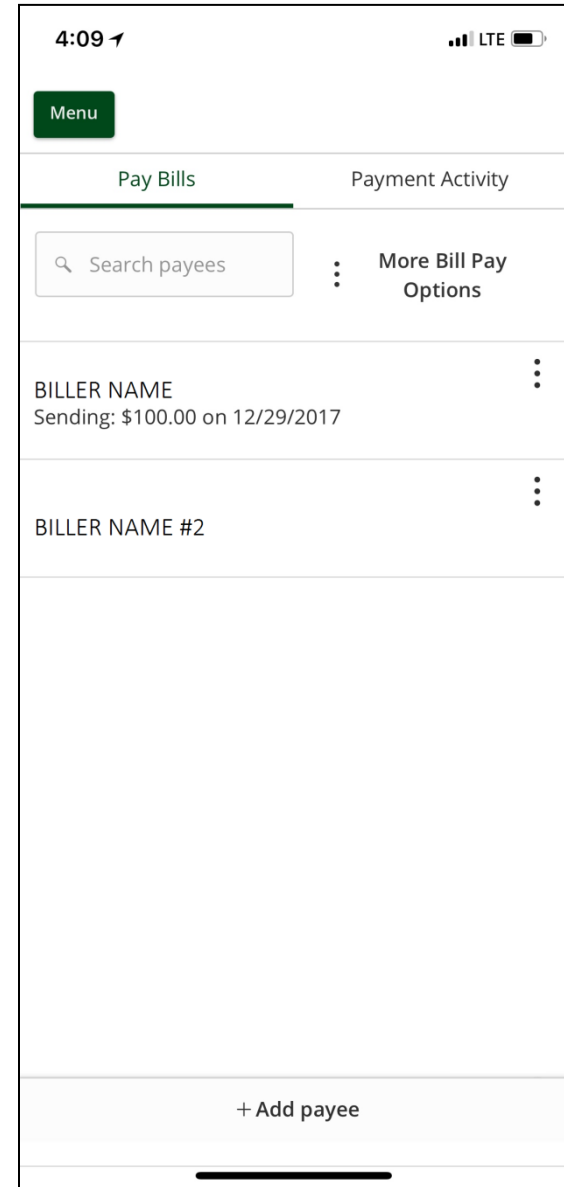 4:09 LTE
Menu
Pay Bills Payment Activity
Search payees More Bill Pay
Options
BILLER NAME
Sending: $100.00 on 12/29/2017
BILLER NAME #2
+ Add payee